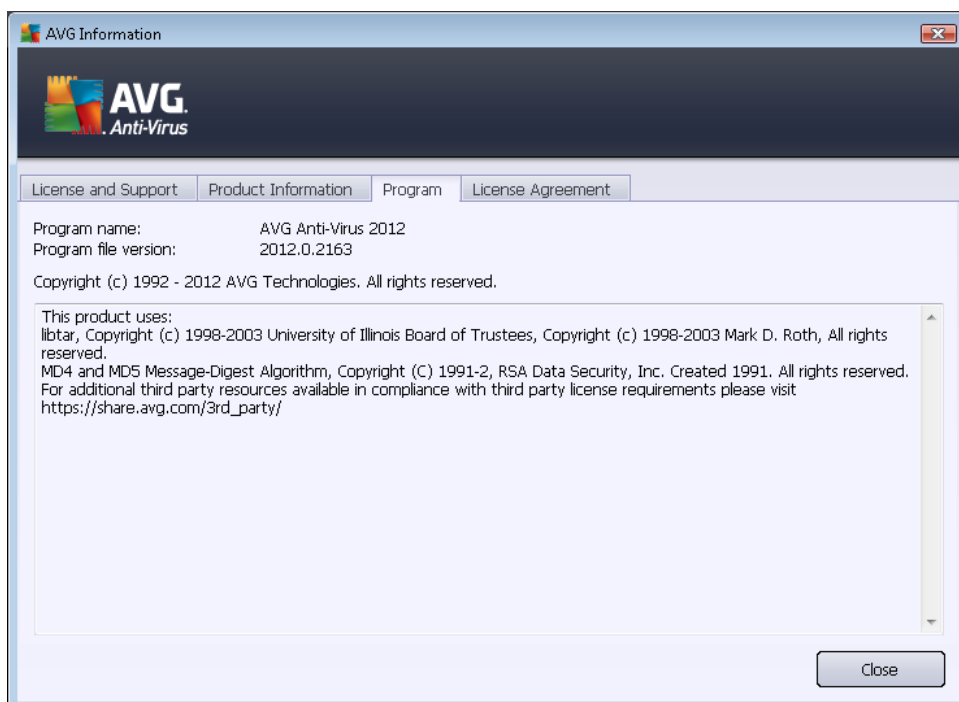 AVG Information
AVG.
Anti-Virus
License and Support
Product Information
Program
License Agreement
Program name: AVG Anti-Virus 2012
Program file version: 2012.0.2163
Copyright (c) 1992 - 2012 AVG Technologies. All rights reserved.
This product uses:
libtar, Copyright (c) 1998-2003 University of Illinois Board of Trustees, Copyright (c) 1998-2003 Mark D. Roth, All rights
reserved.
MD4 and MD5 Message-Digest Algorithm, Copyright (C) 1991-2, RSA Data Security, Inc. Created 1991. All rights reserved.
For additional third party resources available in compliance with third party license requirements please visit
https://share.avg.com/3rd_party/
Close